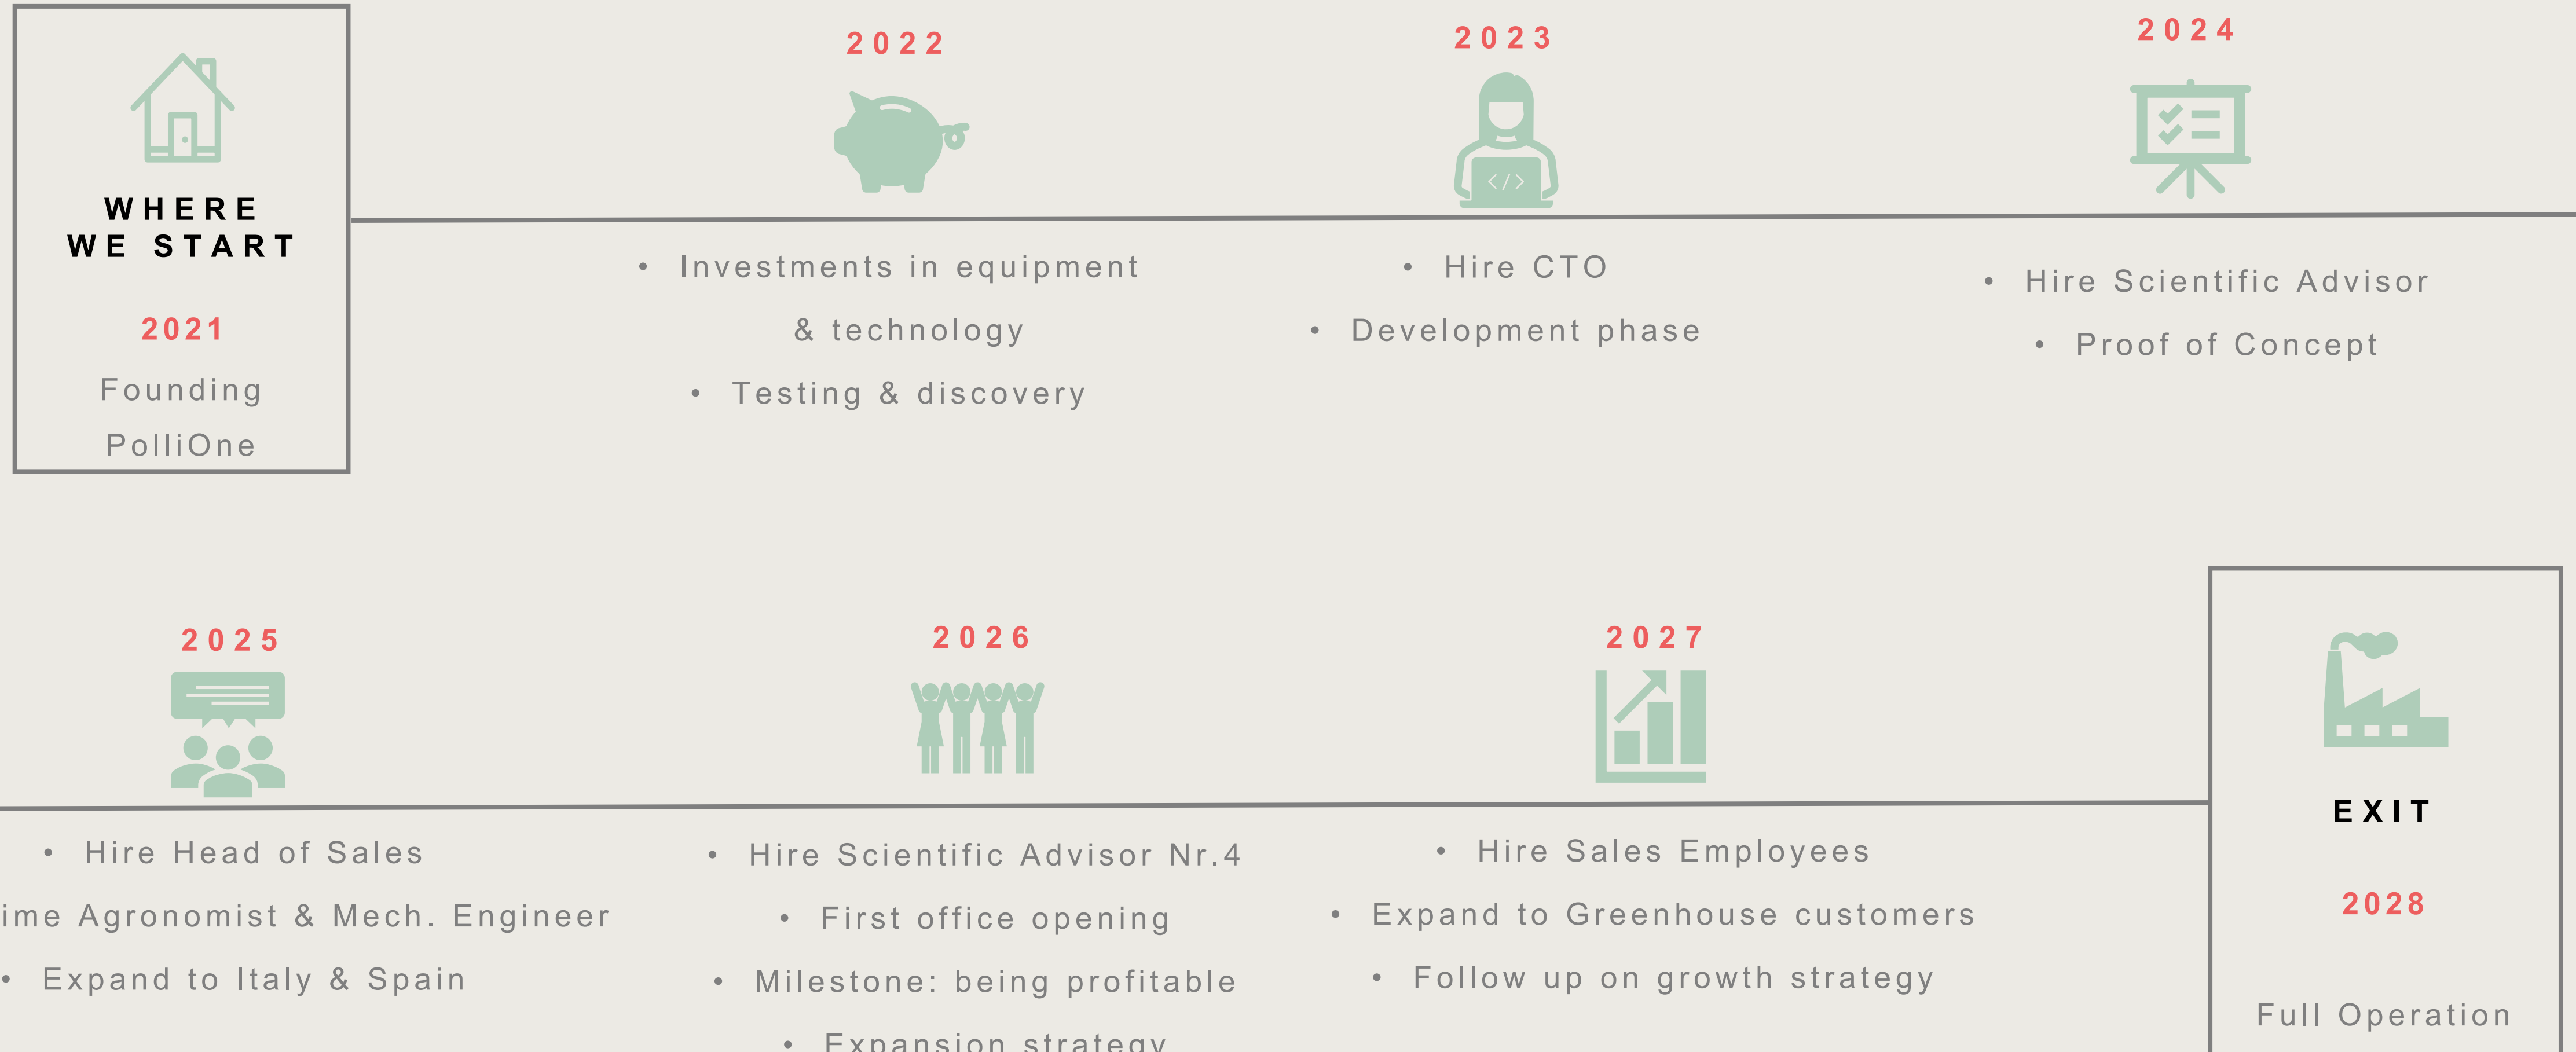 WHERE
WE START
2021
Founding
PolliOne
2022
• Investments in equipment
& technology
• Testing & discovery
2023
</>
• Hire CTO
• Development phase
2024
• Hire Scientific Advisor
• Proof of Concept
2025
• Hire Head of Sales
ime Agronomist & Mech. Engineer
• Expand to Italy & Spain
2026
• Hire Scientific Advisor Nr.4
• First office opening
• Milestone: being profitable
• Expansion strategy
2027
• Hire Sales Employees
• Expand to Greenhouse customers
• Follow up on growth strategy
EXIT
2028
Full Operation